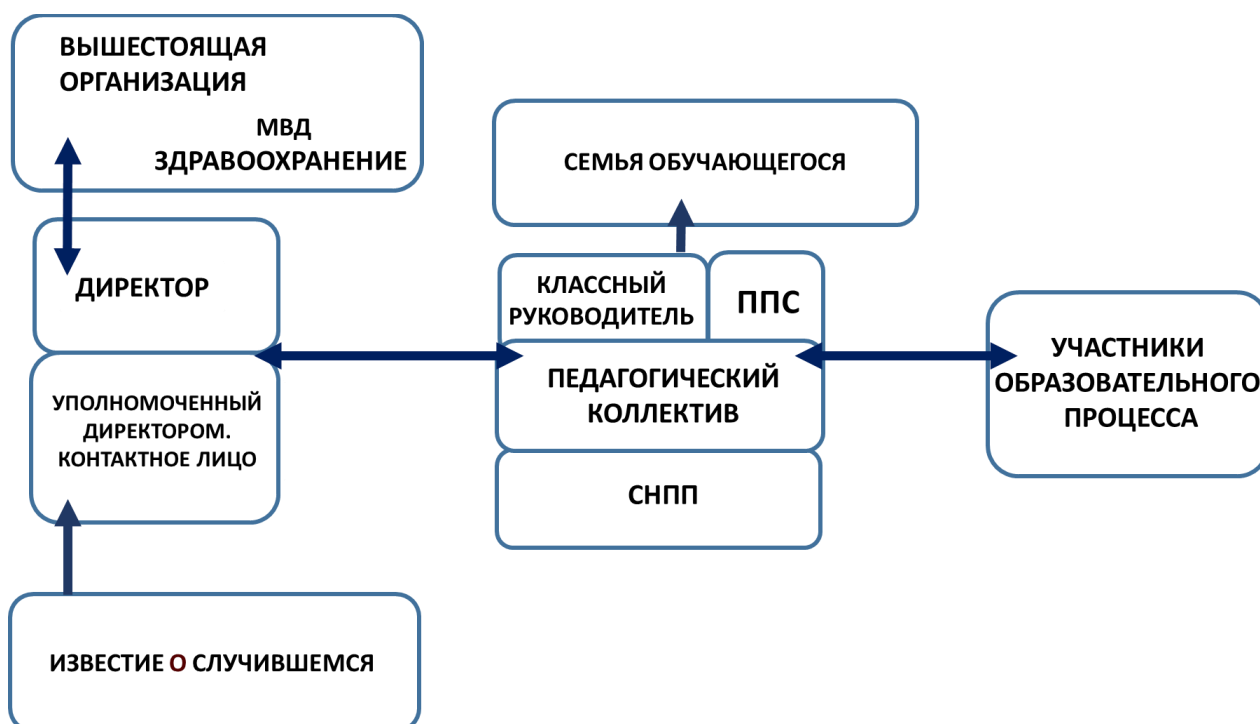 ВЫШЕСТОЯЩАЯ
ОРГАНИЗАЦИЯ
МВД
ЗДРАВООХРАНЕНИЕ
ДИРЕКТОР
УПОЛНОМОЧЕННЫЙ
ДИРЕКТОРОМ.
КОНТАКТНОЕ ЛИЦО
ИЗВЕСТИЕ О СЛУЧИВШЕМСЯ
СЕМЬЯ ОБУЧАЮЩЕГОСЯ
КЛАССНЫЙ
РУКОВОДИТЕЛЬ
ППС
ПЕДАГОГИЧЕСКИЙ
КОЛЛЕКТИВ
СНПП
УЧАСТНИКИ
ОБРАЗОВАТЕЛЬНОГО
ПРОЦЕССА